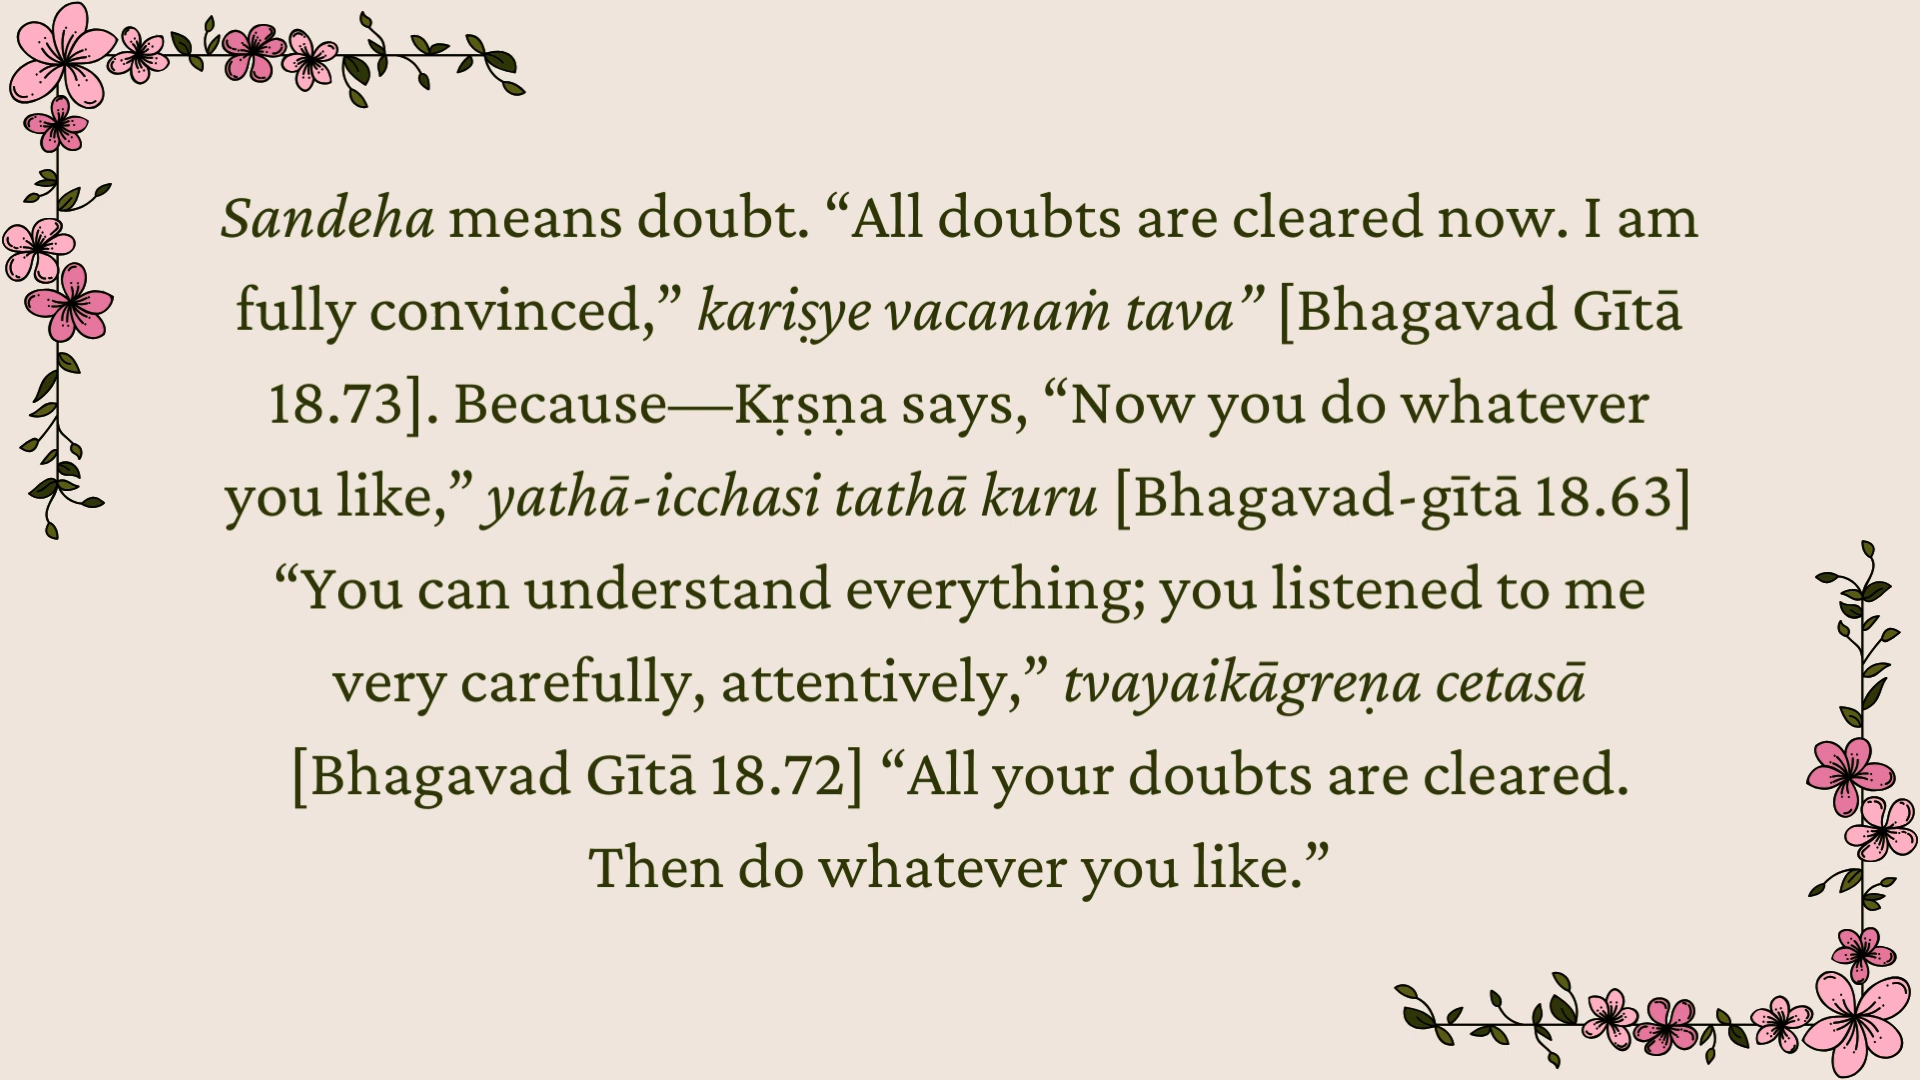 Sandeha means doubt. “All doubts are cleared now. I am
fully convinced,” kariṣye vacanaṁ tava” [Bhagavad Gītā
18.73]. Because—Kṛṣṇa says, “Now you do whatever
you like,” yathā-icchasi tathā kuru [Bhagavad-gītā 18.63]
“You can understand everything; you listened to me
very carefully, attentively,” tvayaikāgreṇa cetasā
[Bhagavad Gītā 18.72] “All your doubts are cleared.
Then do whatever you like.”